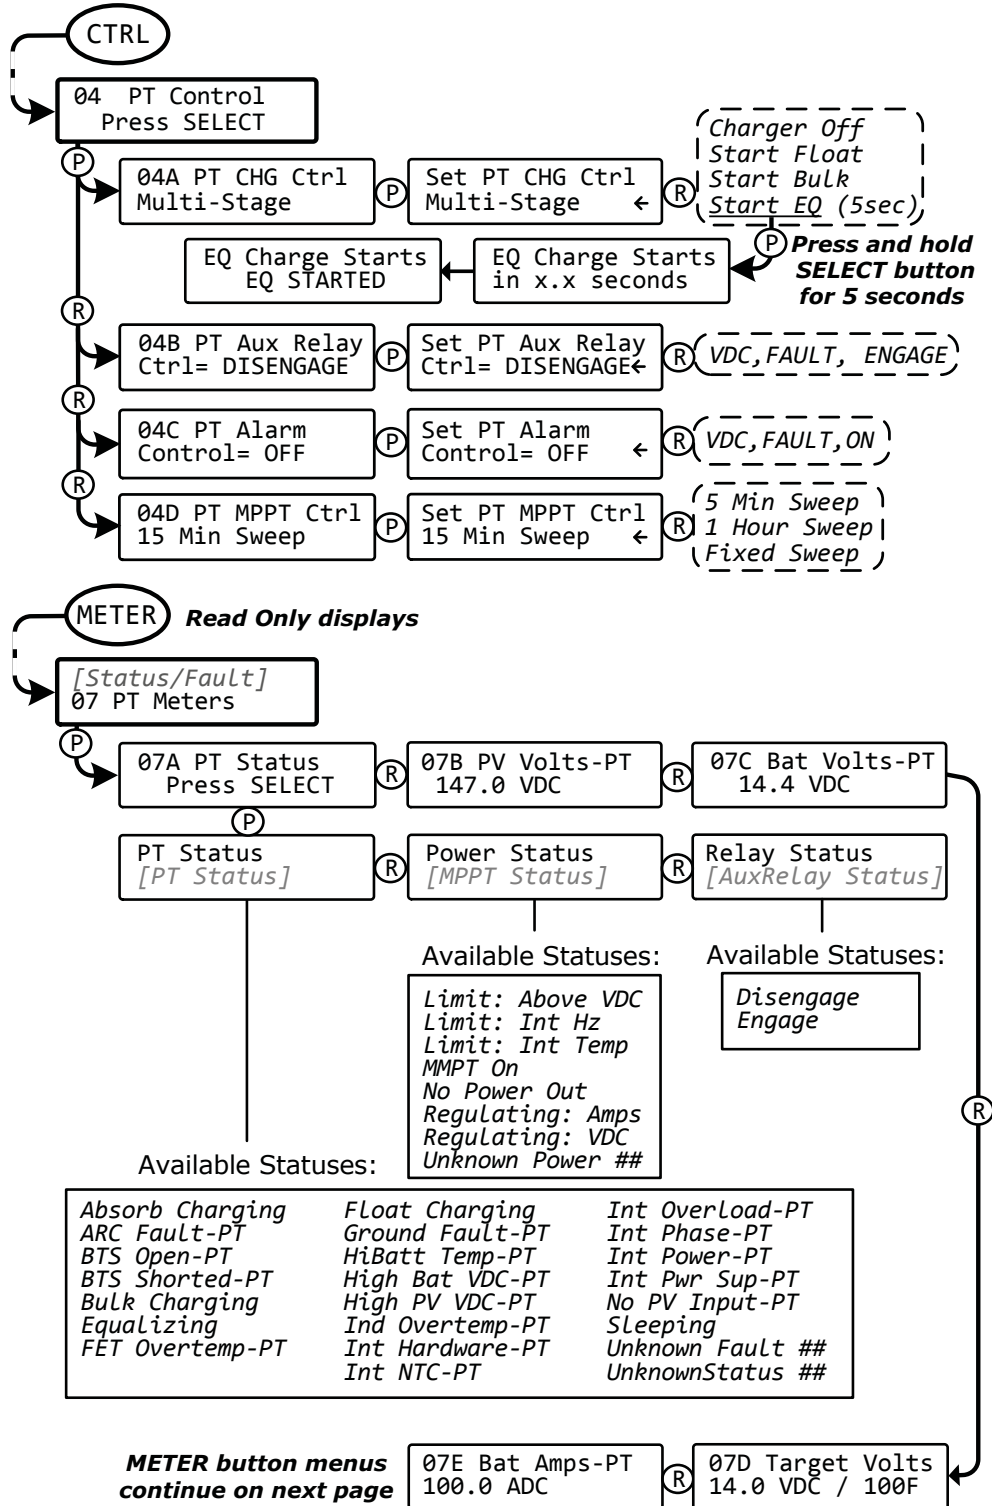 CTRL
04 PT Control
Press SELECT
P
04A PT CHG Ctrl
Multi-Stage
P
Set PT CHG Ctrl
Multi-Stage ←
R
Charger Off
Start Float
Start Bulk
Start EQ (5sec)
P
Press and hold
SELECT button
for 5 seconds
EQ Charge Starts
in x.x seconds
EQ Charge Starts
EQ STARTED
R
04B PT Aux Relay
Ctrl= DISENGAGE
P
Set PT Aux Relay
Ctrl= DISENGAGE←
R
VDC,FAULT, ENGAGE
R
04C PT Alarm
Control= OFF
P
Set PT Alarm
Control= OFF ←
R
VDC,FAULT,ON
R
04D PT MPPT Ctrl
15 Min Sweep
P
Set PT MPPT Ctrl
15 Min Sweep ←
R
5 Min Sweep
1 Hour Sweep
Fixed Sweep
METER
Read Only displays
[Status/Fault]
07 PT Meters
P
07A PT Status
Press SELECT
R
07B PV Volts-PT
147.0 VDC
R
07C Bat Volts-PT
14.4 VDC
P
PT Status
[PT Status]
R
Power Status
[MPPT Status]
R
Relay Status
[AuxRelay Status]
Available Statuses:
Limit: Above VDC
Limit: Int Hz
Limit: Int Temp
MMPT On
No Power Out
Regulating: Amps
Regulating: VDC
Unknown Power ##
Available Statuses:
Disengage
Engage
R
Available Statuses:
Absorb Charging
ARC Fault-PT
BTS Open-PT
BTS Shorted-PT
Bulk Charging
Equalizing
FET Overtemp-PT
Float Charging
Ground Fault-PT
HiBatt Temp-PT
High Bat VDC-PT
High PV VDC-PT
Ind Overtemp-PT
Int Hardware-PT
Int NTC-PT
Int Overload-PT
Int Phase-PT
Int Power-PT
Int Pwr Sup-PT
No PV Input-PT
Sleeping
Unknown Fault ##
UnknownStatus ##
METER button menus
continue on next page
07E Bat Amps-PT
100.0 ADC
R
07D Target Volts
14.0 VDC / 100F